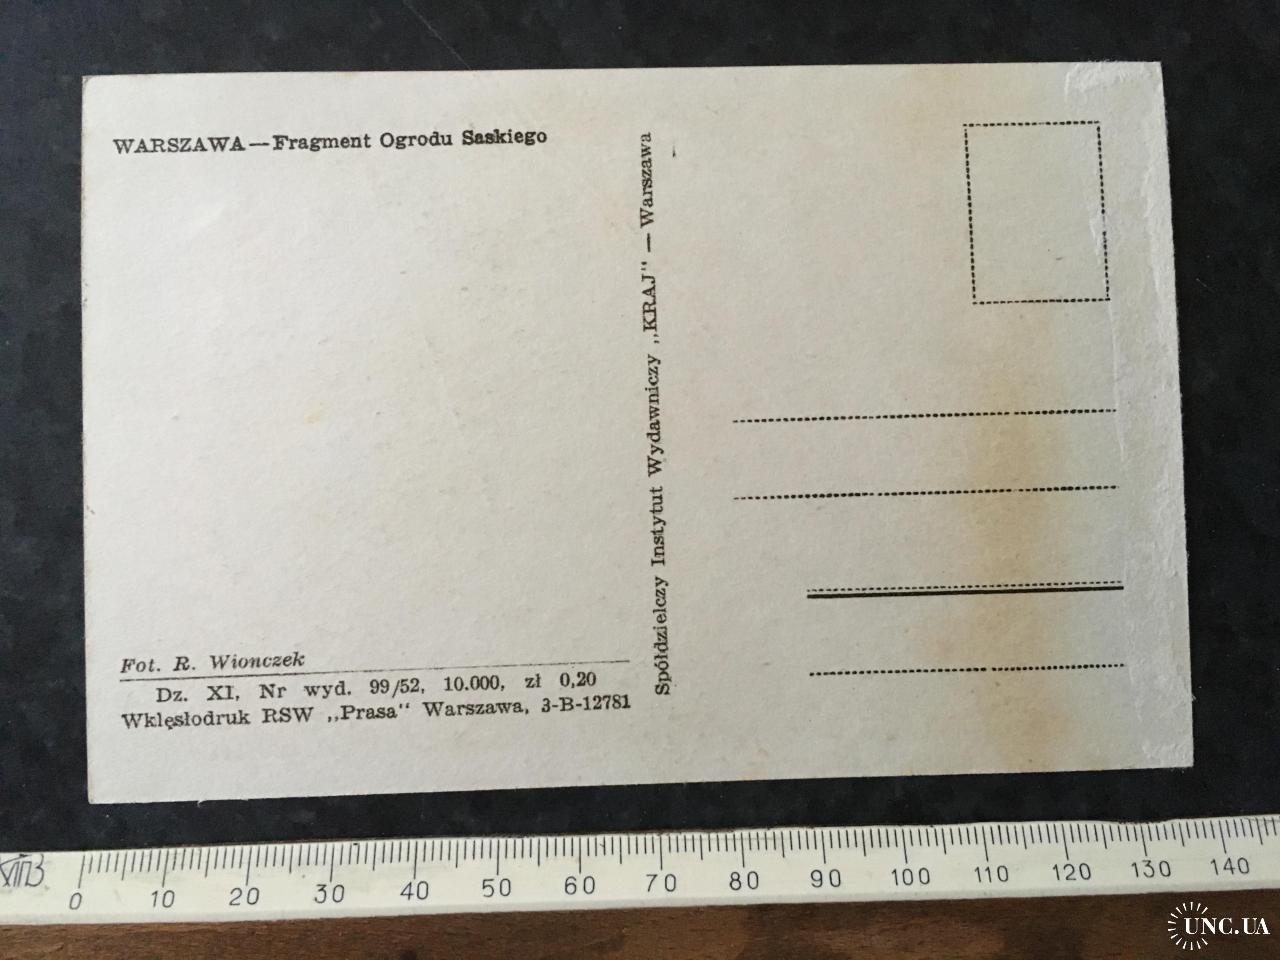 WARSZAWA — Fragment Ogrodu Saskiego
Spółdzielczy Instytut Wydawniczy „KRAJ" — Warszawa
Fot. R. Wionczek
Dz. XI, Nr wyd. 99/52, 10.000, zł 0,20
Wklęsłodruk RSW „Prasa" Warszawa, 3-B-12781
0 10 20 30 40 50 60 70 80 90 100 110 120 130 140
UNC.UA